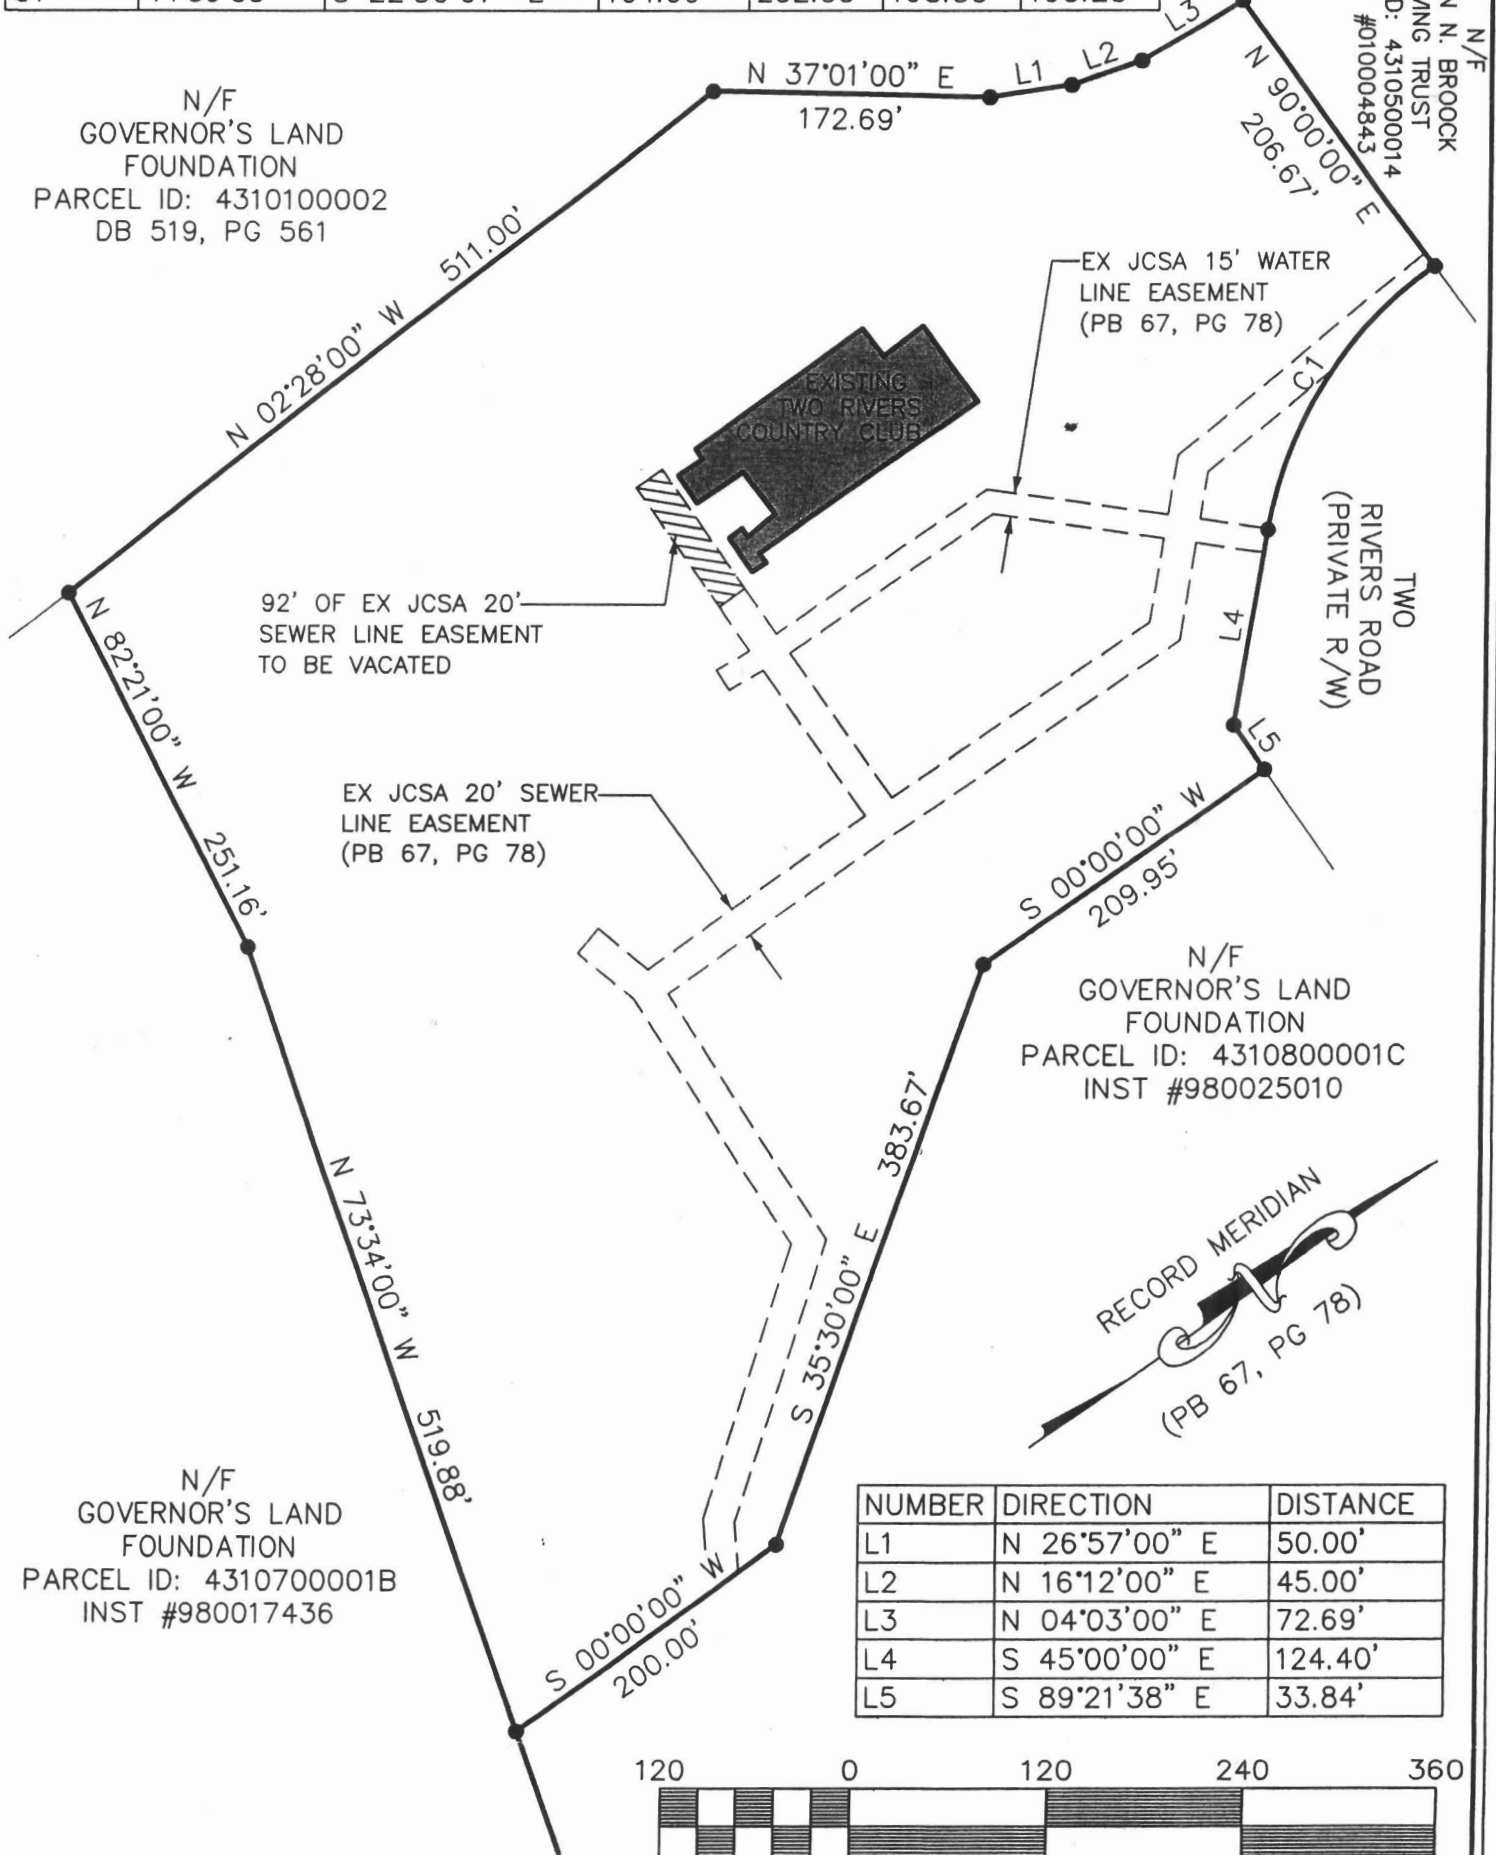 N/F
GOVERNOR'S LAND
FOUNDATION
PARCEL ID: 4310100002
DB 519, PG 561
N 37°01'00" E
172.69'
L1
L2
L3
N/F
N N. BROOCK
VING TRUST
D: 4310500014
#010004843
N 90°00'00" E
206.67'
N 02°28'00" W
511.00'
EX JCSA 15' WATER
LINE EASEMENT
(PB 67, PG 78)
EXISTING
TWO RIVERS
COUNTRY CLUB
C1
TWO
RIVERS ROAD
(PRIVATE R/W)
L4
L5
92' OF EX JCSA 20'
SEWER LINE EASEMENT
TO BE VACATED
N 82°21'00" W
251.16'
EX JCSA 20' SEWER
LINE EASEMENT
(PB 67, PG 78)
S 00°00'00" W
209.95'
N/F
GOVERNOR'S LAND
FOUNDATION
PARCEL ID: 4310800001C
INST #980025010
S 35°30'00" E
383.67'
RECORD MERIDIAN
N
(PB 67, PG 78)
N 73°34'00" W
519.88'
N/F
GOVERNOR'S LAND
FOUNDATION
PARCEL ID: 4310700001B
INST #980017436
S 00°00'00" W
200.00'
NUMBER DIRECTION DISTANCE
L1 N 26°57'00" E 50.00'
L2 N 16°12'00" E 45.00'
L3 N 04°03'00" E 72.69'
L4 S 45°00'00" E 124.40'
L5 S 89°21'38" E 33.84'
120 0 120 240 360